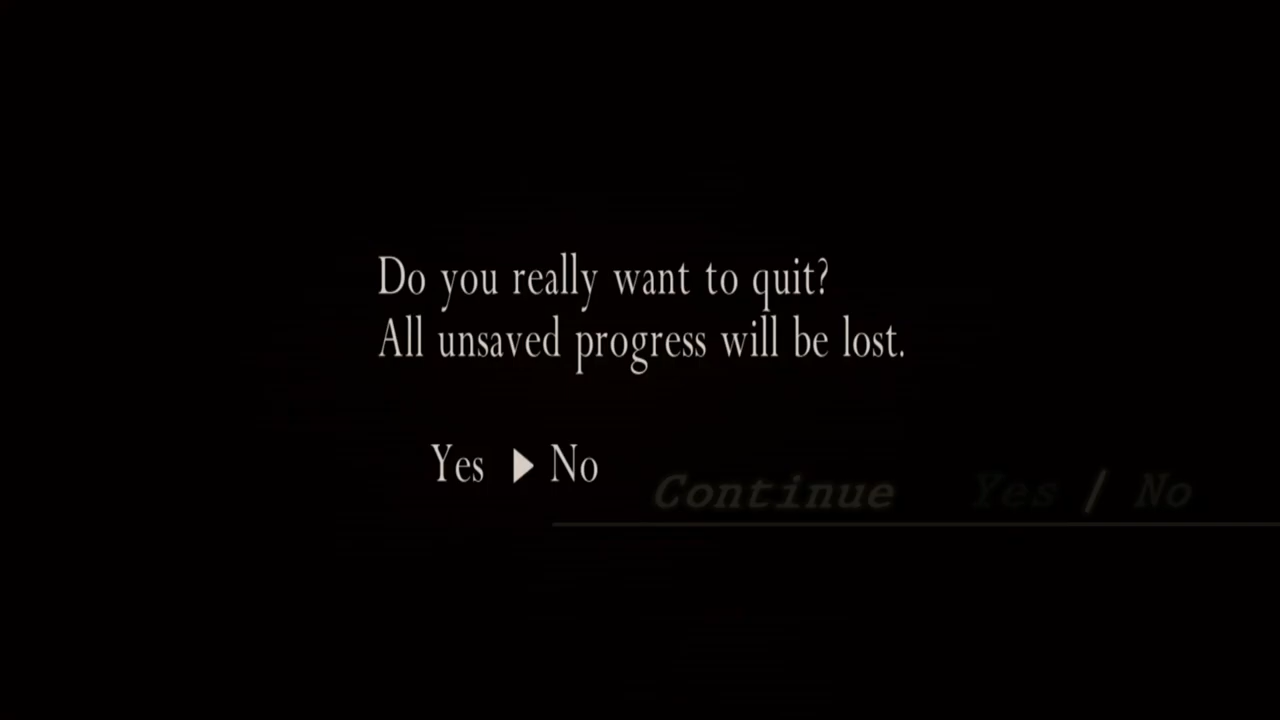 Do you really want to quit?
All unsaved progress will be lost.
Yes ▶ No
Continue Yes / No